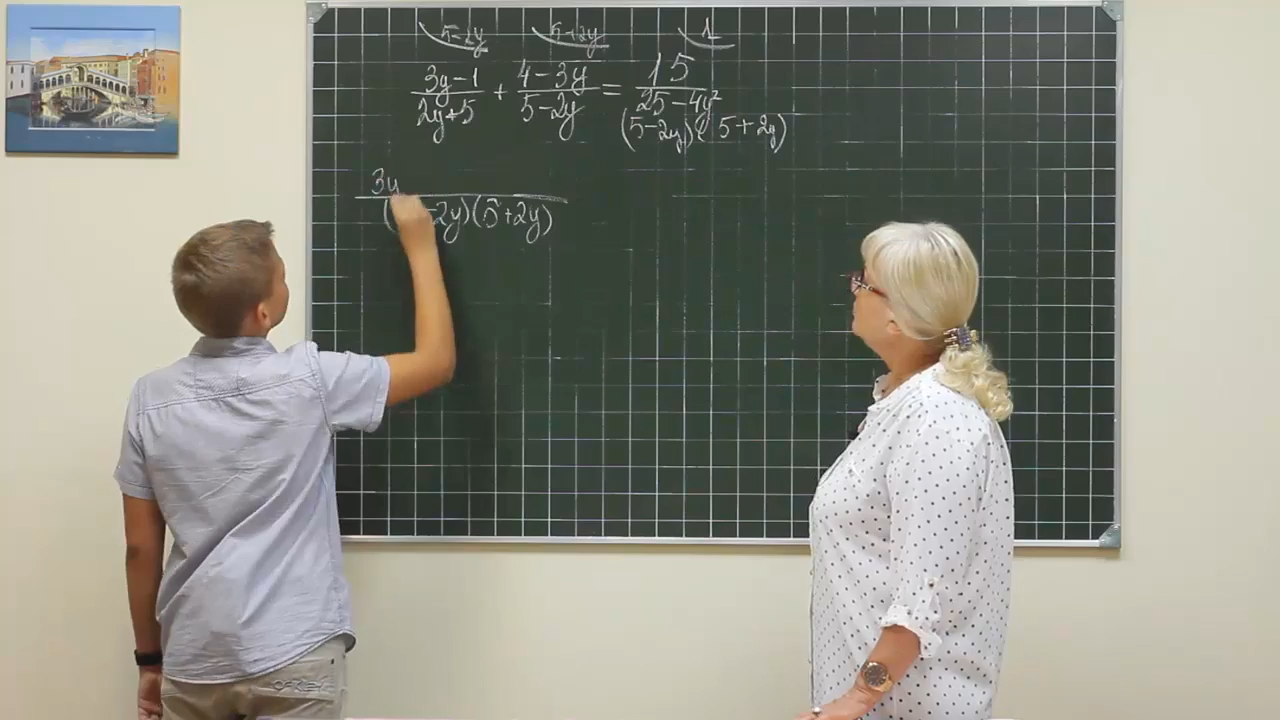 5-2y 5+2y 1
3y-1 / 2y+5 + 4-3y / 5-2y = 15 / 25-4y²
(5-2y)(5+2y)
3y
-2y)(5+2y)
OAKLEY